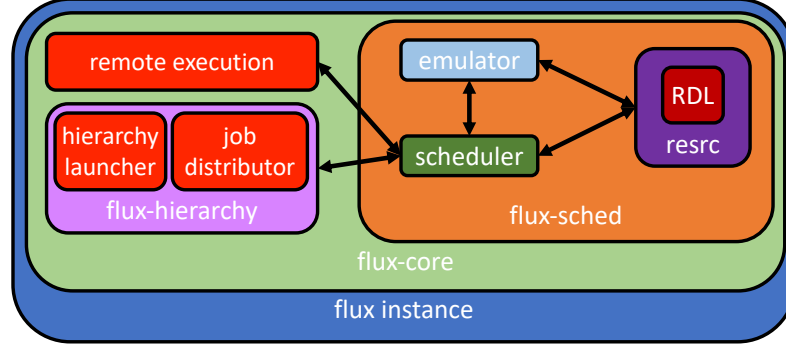 remote execution
emulator
RDL
resrc
hierarchy
launcher
job
distributor
scheduler
flux-hierarchy
flux-sched
flux-core
flux instance